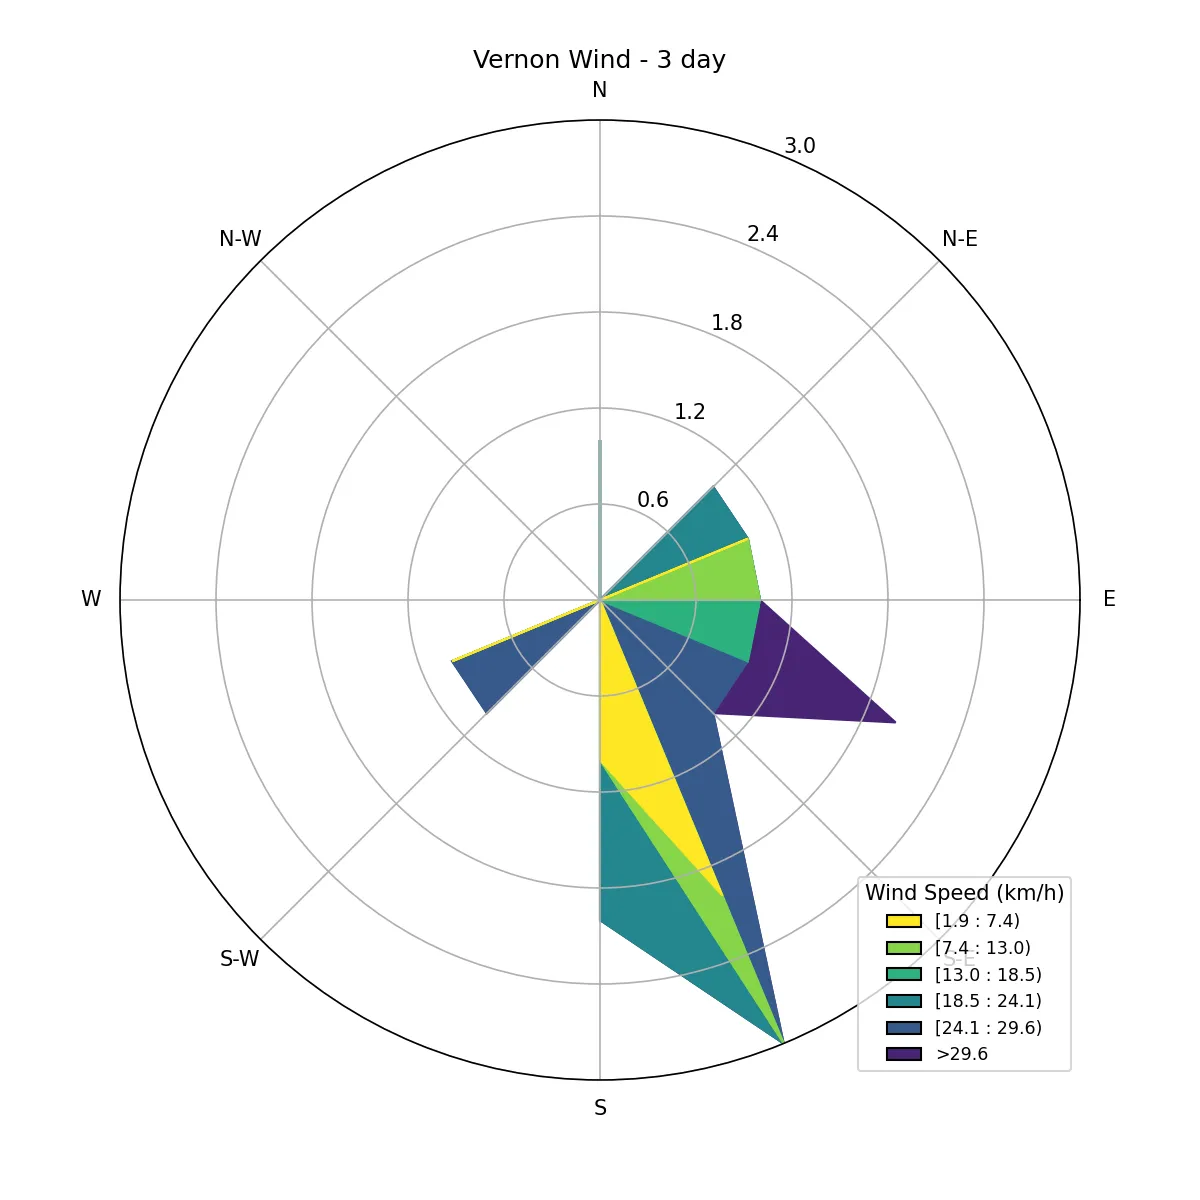 Vernon Wind - 3 day
N
3.0
N-W
2.4
N-E
1.8
1.2
0.6
W
E
Wind Speed (km/h)
[1.9 : 7.4)
[7.4 : 13.0)
S-W
S-E
[13.0 : 18.5)
[18.5 : 24.1)
[24.1 : 29.6)
>29.6
S